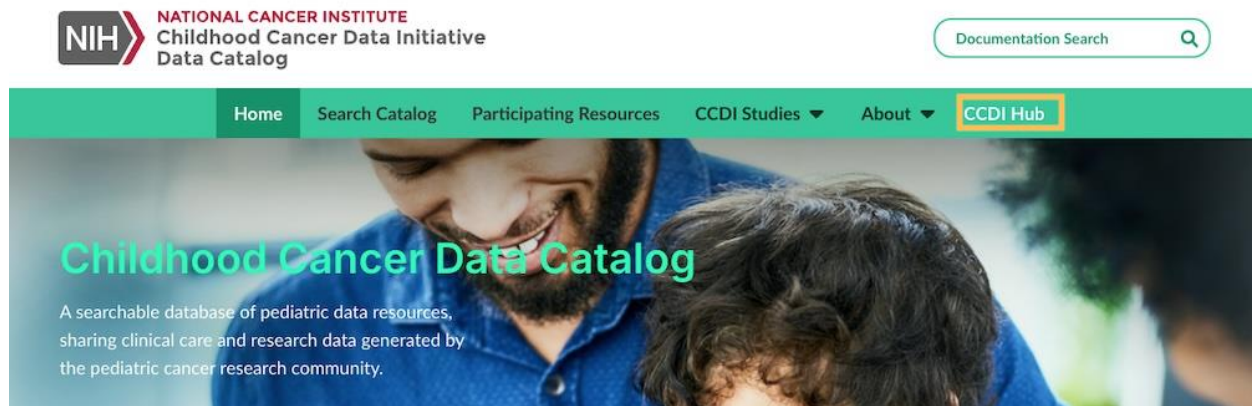 NIH
NATIONAL CANCER INSTITUTE
Childhood Cancer Data Initiative
Data Catalog
Documentation Search
Home Search Catalog Participating Resources CCDI Studies About CCDI Hub
Childhood Cancer Data Catalog
A searchable database of pediatric data resources,
sharing clinical care and research data generated by
the pediatric cancer research community.